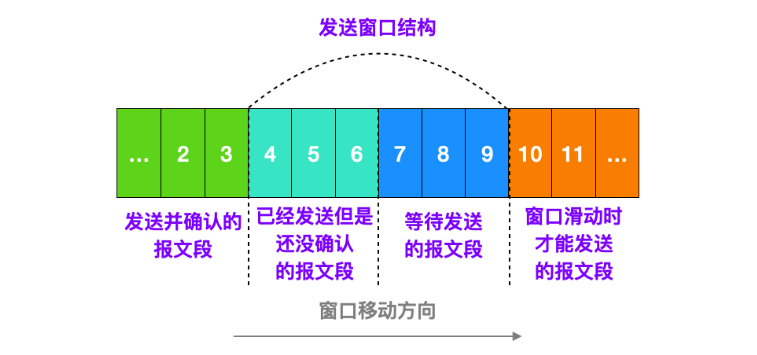 发送窗口结构
... 2 3 4 5 6 7 8 9 10 11 ...
发送并确认的
报文段
已经发送但是
还没确认
的报文段
等待发送
的报文段
窗口滑动时
才能发送
的报文段
窗口移动方向